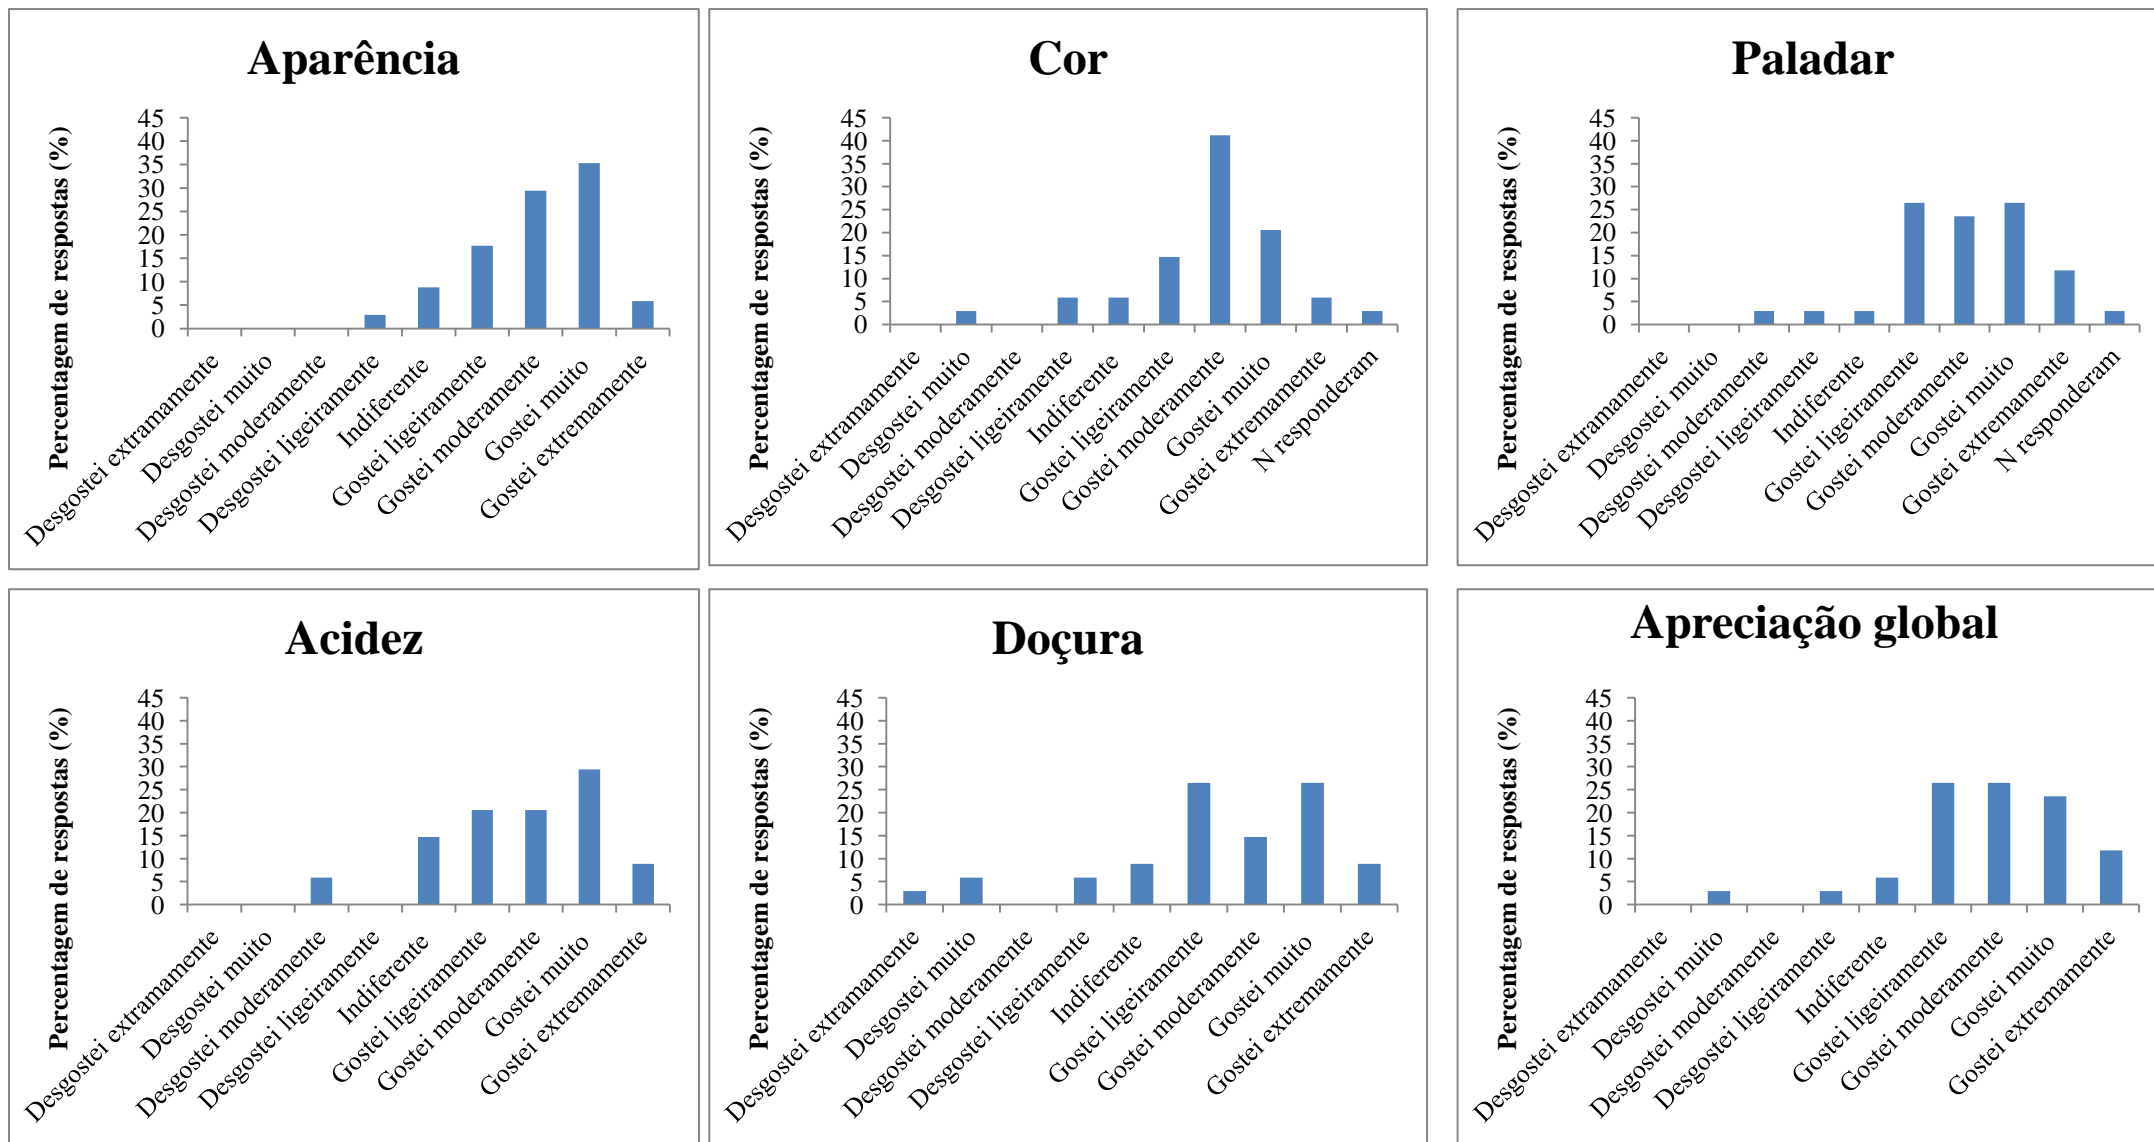 Aparência
Percentagem de respostas (%)
45
40
35
30
25
20
15
10
5
0
Desgostei extramamente
Desgostei muito
Desgostei moderamente
Desgostei ligeiramente
Indiferente
Gostei ligeiramente
Gostei moderamente
Gostei muito
Gostei extremamente
Cor
Percentagem de respostas (%)
45
40
35
30
25
20
15
10
5
0
Desgostei extramamente
Desgostei muito
Desgostei moderamente
Desgostei ligeiramente
Indiferente
Gostei ligeiramente
Gostei moderamente
Gostei muito
Gostei extremamente
N responderam
Paladar
Percentagem de respostas (%)
45
40
35
30
25
20
15
10
5
0
Desgostei extramamente
Desgostei muito
Desgostei moderamente
Desgostei ligeiramente
Indiferente
Gostei ligeiramente
Gostei moderamente
Gostei muito
Gostei extremamente
N responderam
Acidez
Percentagem de respostas (%)
45
40
35
30
25
20
15
10
5
0
Desgostei extramamente
Desgostei muito
Desgostei moderamente
Desgostei ligeiramente
Indiferente
Gostei ligeiramente
Gostei moderamente
Gostei muito
Gostei extremamente
Doçura
Percentagem de respostas (%)
45
40
35
30
25
20
15
10
5
0
Desgostei extramamente
Desgostei muito
Desgostei moderamente
Desgostei ligeiramente
Indiferente
Gostei ligeiramente
Gostei moderamente
Gostei muito
Gostei extremamente
Apreciação global
Percentagem de respostas (%)
45
40
35
30
25
20
15
10
5
0
Desgostei extramamente
Desgostei muito
Desgostei moderamente
Desgostei ligeiramente
Indiferente
Gostei ligeiramente
Gostei moderamente
Gostei muito
Gostei extremamente